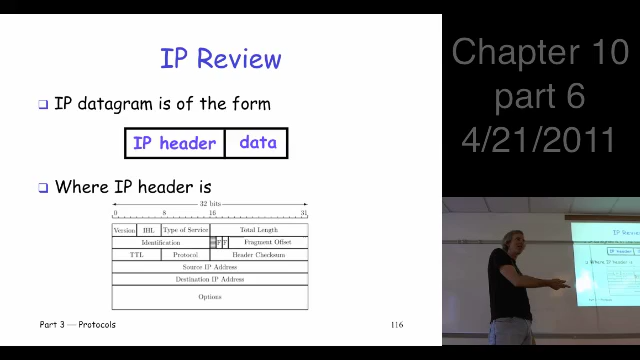 IP Review
IP datagram is of the form
IP header data
Where IP header is
32 bits
0 8 16 31
Version IHL Type of Service Total Length
Identification F F Fragment Offset
TTL Protocol Header Checksum
Source IP Address
Destination IP Address
Options
Part 3 — Protocols 116
Chapter 10
part 6
4/21/2011